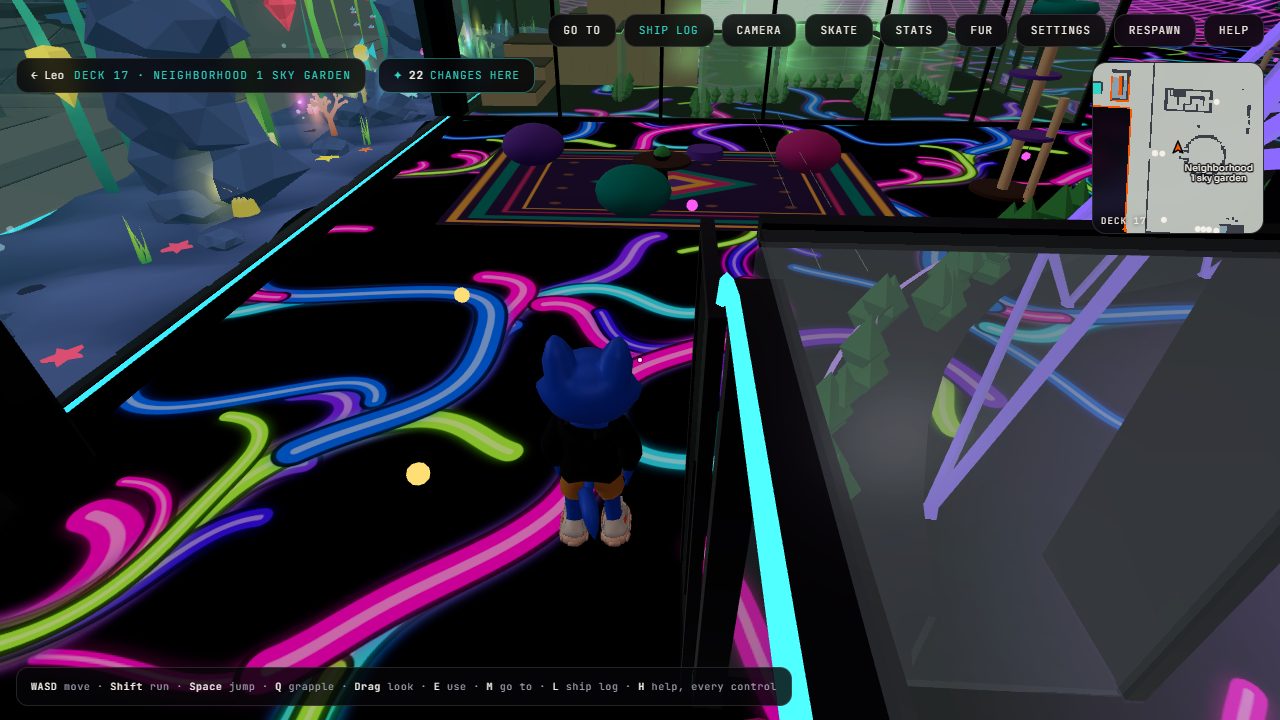 GO TO
SHIP LOG
CAMERA
SKATE
STATS
FUR
SETTINGS
RESPAWN
HELP
← Leo DECK 17 · NEIGHBORHOOD 1 SKY GARDEN
✦ 22 CHANGES HERE
Neighborhood
1 sky garden
DECK 17
WASD move · Shift run · Space jump · Q grapple · Drag look · E use · M go to · L ship log · H help, every control